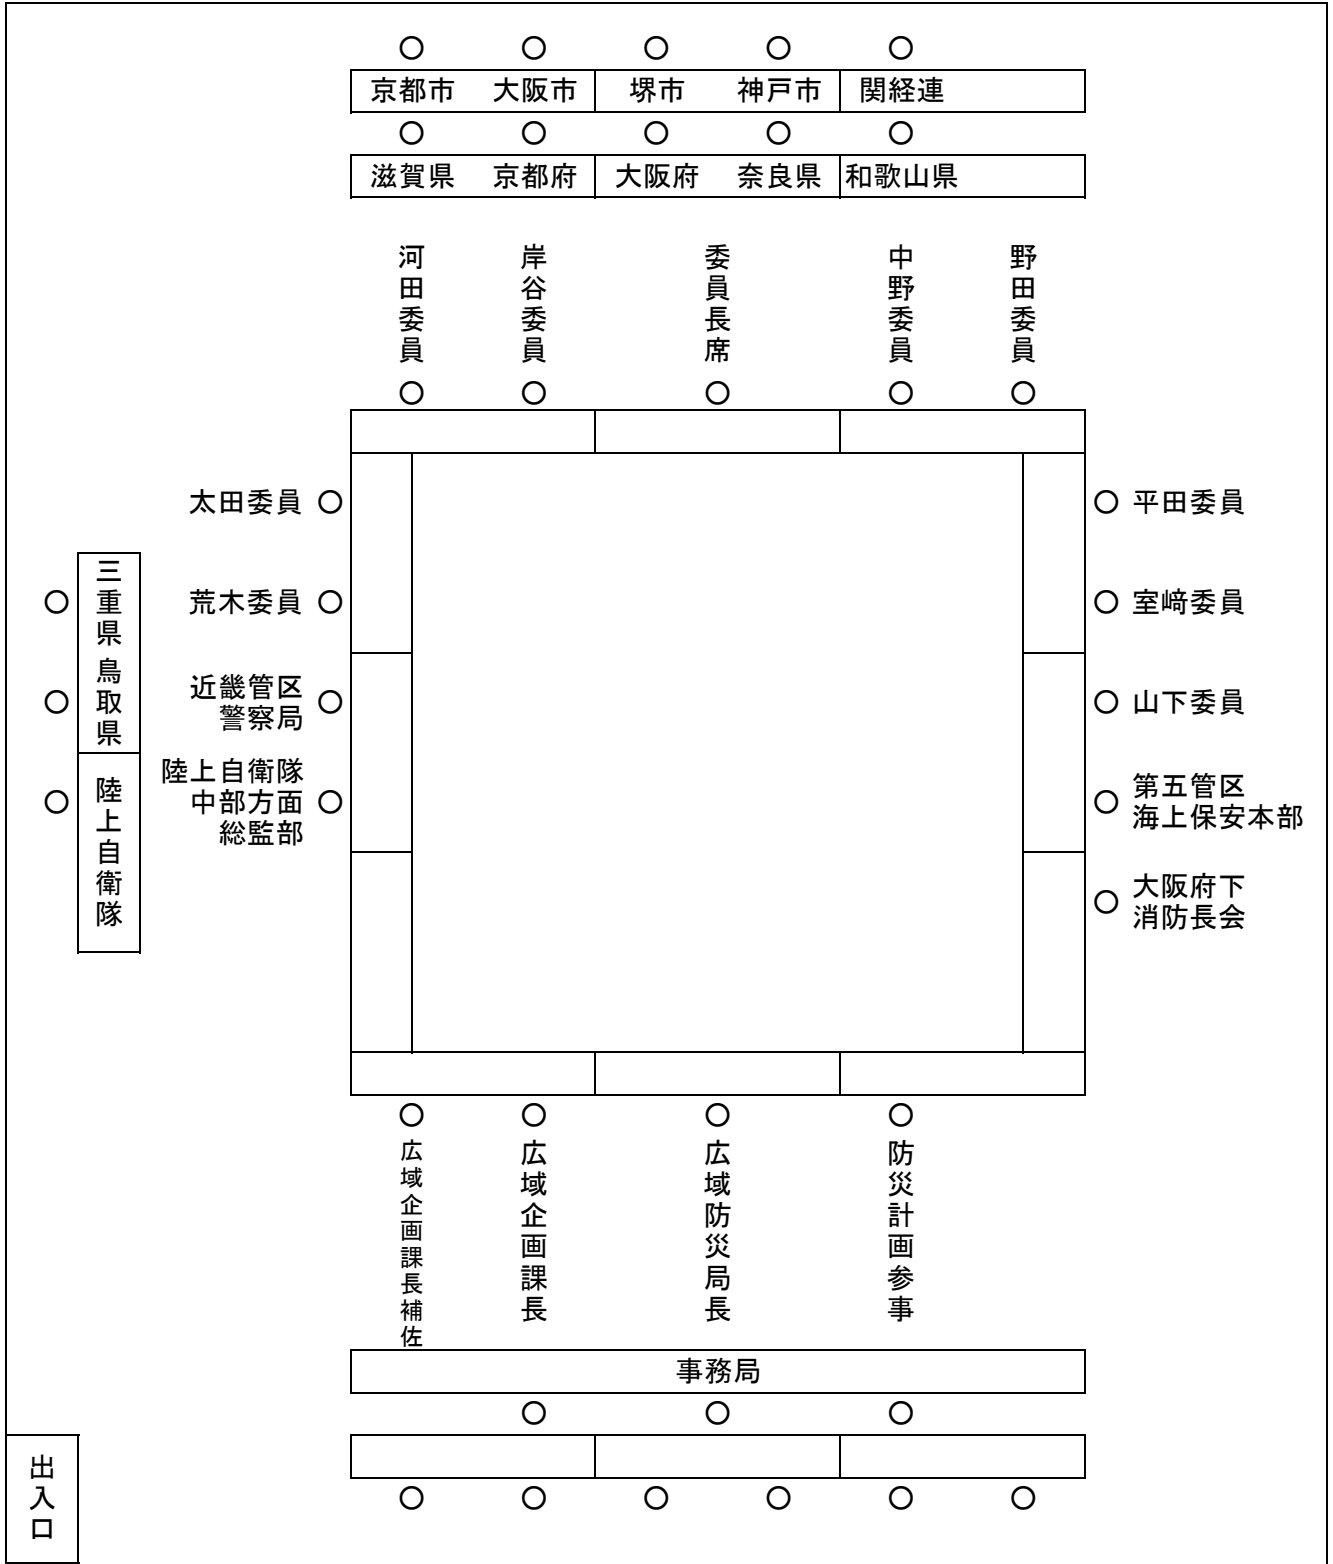 京都市 大阪市 堺市 神戸市 関経連
滋賀県 京都府 大阪府 奈良県 和歌山県
河田委員
岸谷委員
委員長席
中野委員
野田委員
太田委員
平田委員
三重県
荒木委員
室﨑委員
鳥取県
近畿管区
警察局
山下委員
陸上自衛隊
陸上自衛隊
中部方面
総監部
第五管区
海上保安本部
大阪府下
消防長会
広域企画課長補佐
広域企画課長
広域防災局長
防災計画参事
事務局
出入口